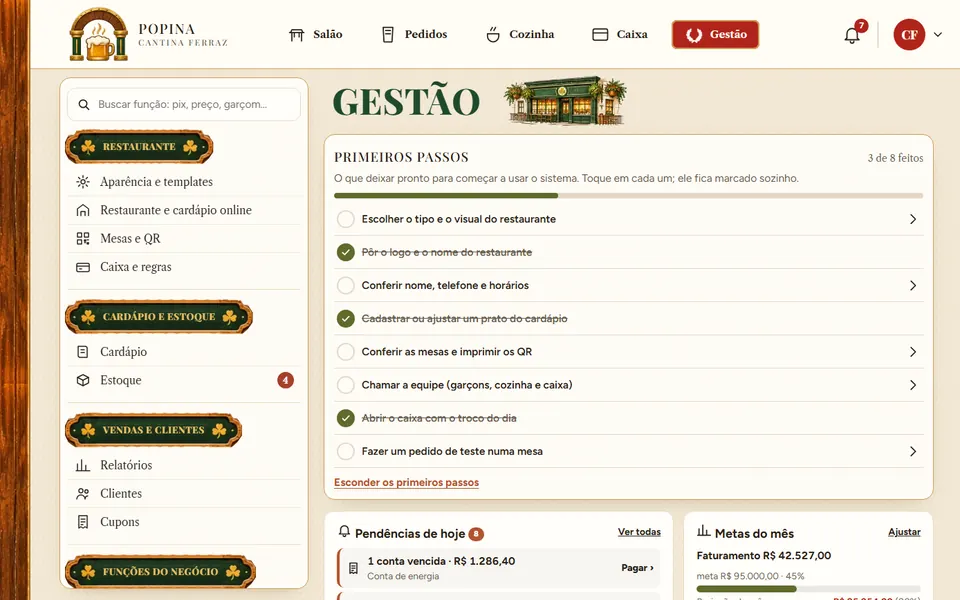 POPINA
CANTINA FERRAZ
Salão
Pedidos
Cozinha
Caixa
Gestão
7
CF
Buscar função: pix, preço, garçom...
RESTAURANTE
Aparência e templates
Restaurante e cardápio online
Mesas e QR
Caixa e regras
CARDÁPIO E ESTOQUE
Cardápio
Estoque
4
VENDAS E CLIENTES
Relatórios
Clientes
Cupons
FUNÇÕES DO NEGÓCIO
GESTÃO
PRIMEIROS PASSOS
3 de 8 feitos
O que deixar pronto para começar a usar o sistema. Toque em cada um; ele fica marcado sozinho.
Escolher o tipo e o visual do restaurante
Pôr o logo e o nome do restaurante
Conferir nome, telefone e horários
Cadastrar ou ajustar um prato do cardápio
Conferir as mesas e imprimir os QR
Chamar a equipe (garçons, cozinha e caixa)
Abrir o caixa com o troco do dia
Fazer um pedido de teste numa mesa
Esconder os primeiros passos
Pendências de hoje 8
Ver todas
1 conta vencida · R$ 1.286,40
Conta de energia
Pagar ›
Metas do mês
Ajustar
Faturamento R$ 42.527,00
meta R$ 95.000,00 · 45%